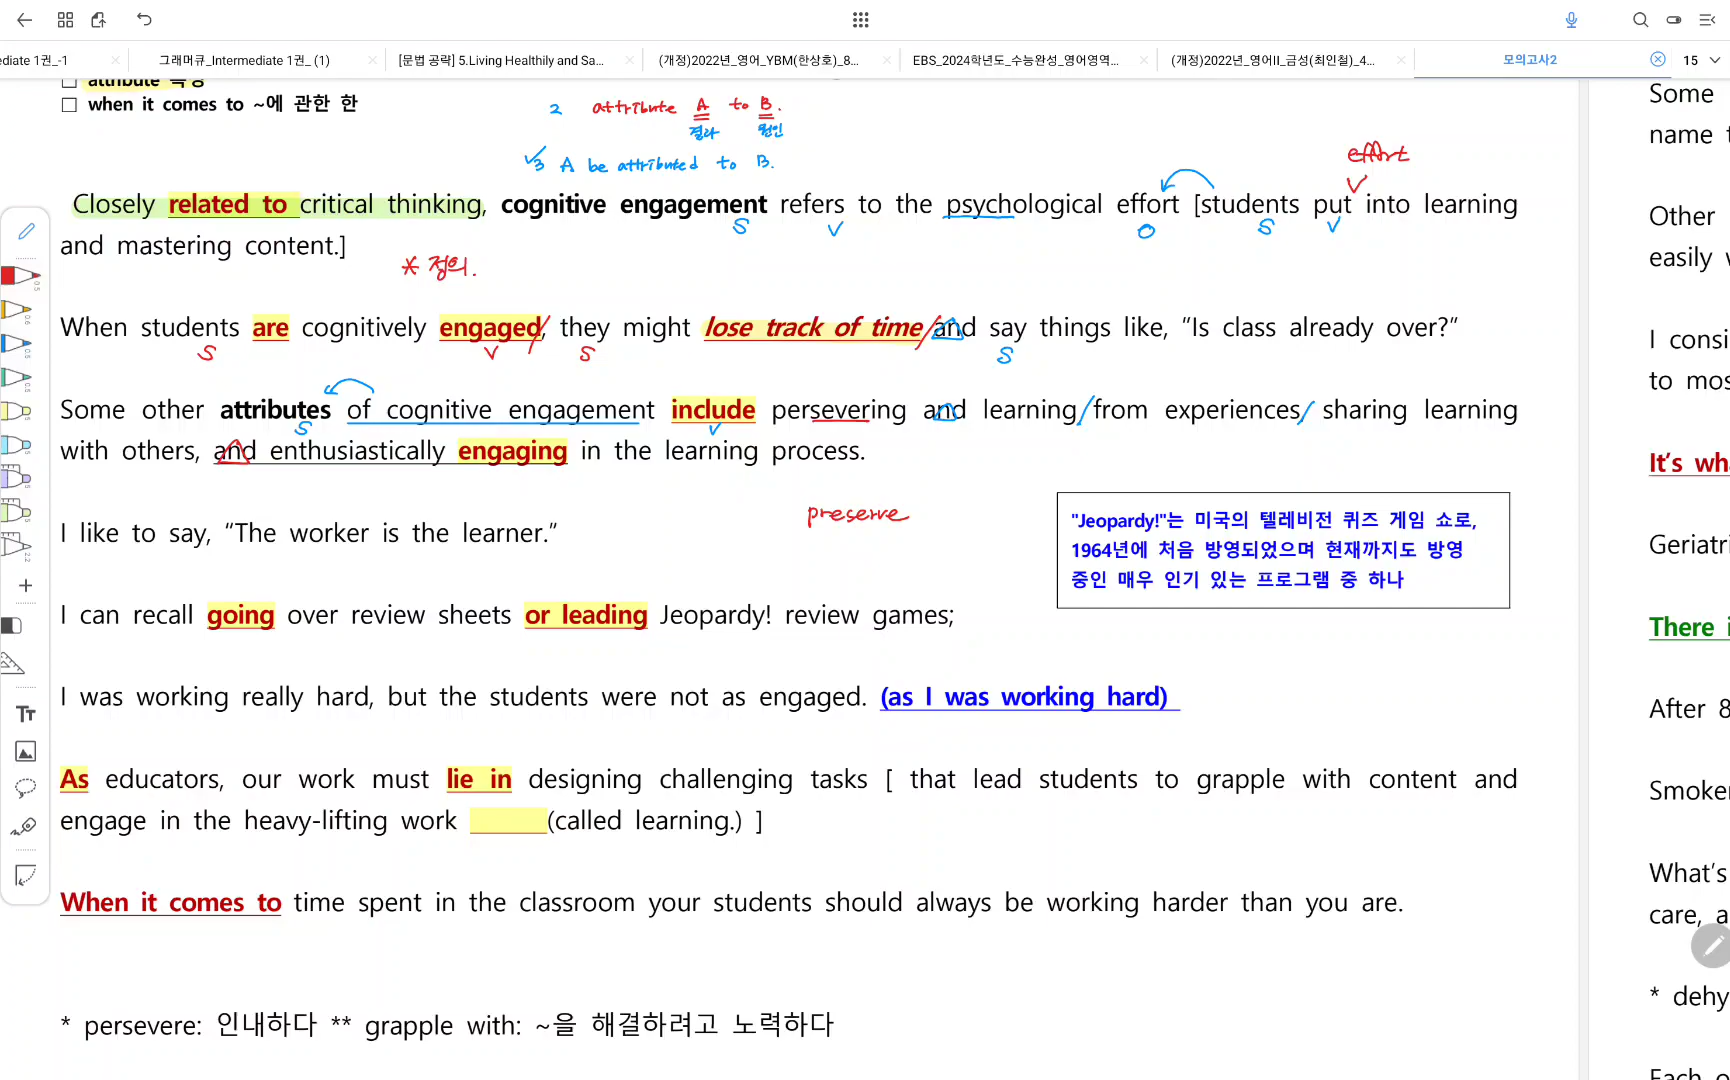 ediate 1권_-1
그래머큐_Intermediate 1권_ (1)
[문법 공략] 5.Living Healthily and Sa...
(개정)2022년_영어_YBM(한상호)_8...
EBS_2024학년도_수능완성_영어영역...
(개정)2022년_영어II_금성(최인철)_4...
모의고사2
15
attribute 특성
□ when it comes to ~에 관한 한
2 attribute A to B.
결과 원인
3 A be attributed to B.
effort
V
Closely related to critical thinking, cognitive engagement refers to the psychological effort [students put into learning
S V O S V
and mastering content.]
* 정의.
When students are cognitively engaged, they might lose track of time and say things like, “Is class already over?”
S V S S
Some other attributes of cognitive engagement include persevering and learning from experiences, sharing learning
S V
with others, and enthusiastically engaging in the learning process.
preserve
I like to say, “The worker is the learner.”
"Jeopardy!"는 미국의 텔레비전 퀴즈 게임 쇼로,
1964년에 처음 방영되었으며 현재까지도 방영
중인 매우 인기 있는 프로그램 중 하나
I can recall going over review sheets or leading Jeopardy! review games;
I was working really hard, but the students were not as engaged. (as I was working hard)
As educators, our work must lie in designing challenging tasks [ that lead students to grapple with content and
engage in the heavy-lifting work (called learning.) ]
When it comes to time spent in the classroom your students should always be working harder than you are.
* persevere: 인내하다 ** grapple with: ~을 해결하려고 노력하다
Some
name
Other
easily
I consi
to mos
It’s wha
Geriatri
There i
After 8
Smoker
What’s
care, a
* dehy
Each o